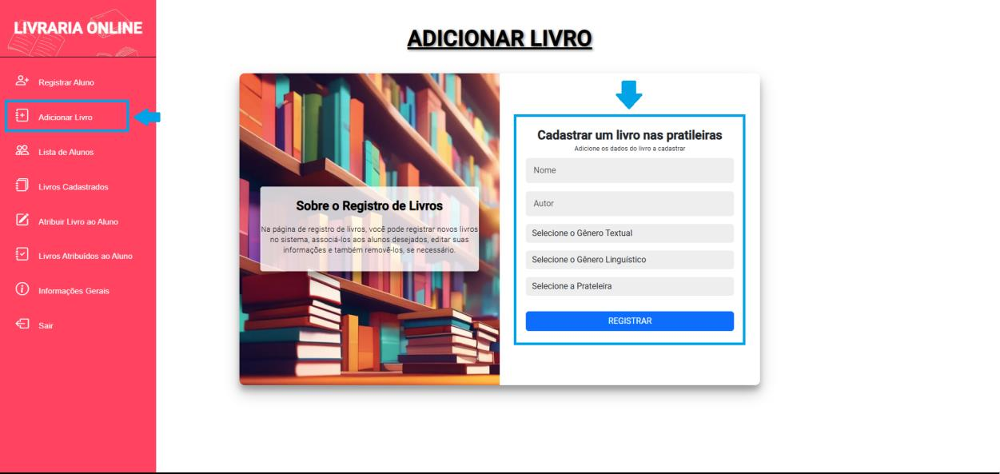 LIVRARIA ONLINE
Registrar Aluno
Adicionar Livro
Lista de Alunos
Livros Cadastrados
Atribuir Livro ao Aluno
Livros Atribuídos ao Aluno
Informações Gerais
Sair
ADICIONAR LIVRO
Sobre o Registro de Livros
Na página de registro de livros, você pode registrar novos livros
no sistema, associá-los aos alunos desejados, editar suas
informações e também removê-los, se necessário.
Cadastrar um livro nas pratileiras
Adicione os dados do livro a cadastrar
Nome
Autor
Selecione o Gênero Textual
Selecione o Gênero Linguístico
Selecione a Prateleira
REGISTRAR